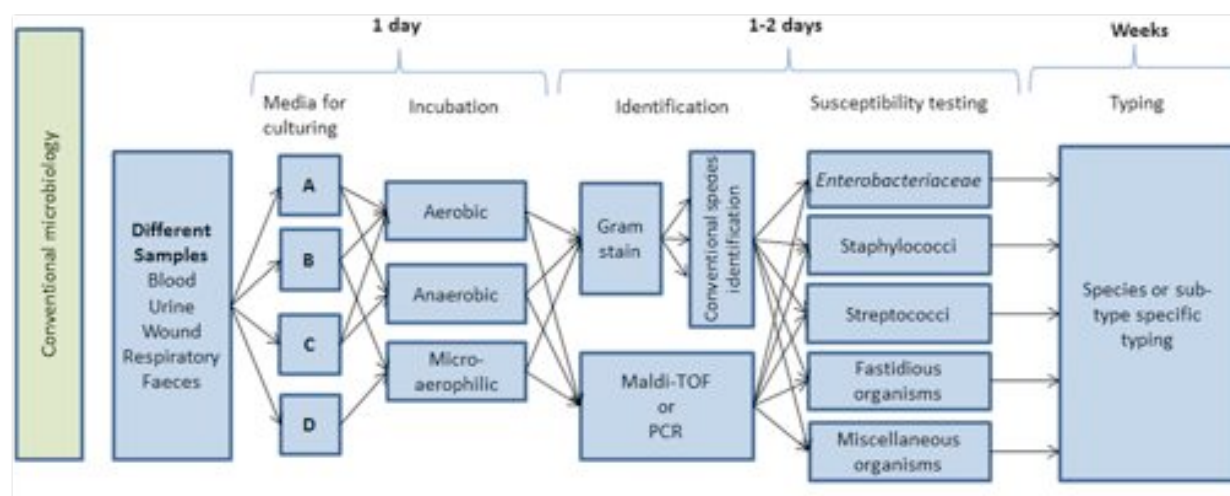 1 day
1-2 days
Weeks
Media for
culturing
Incubation
Identification
Susceptibility testing
Typing
Conventional microbiology
Different
Samples
Blood
Urine
Wound
Respiratory
Faeces
A
B
C
D
Aerobic
Anaerobic
Micro-
aerophilic
Gram
stain
Conventional species
identification
Maldi-TOF
or
PCR
Enterobacteriaceae
Staphylococci
Streptococci
Fastidious
organisms
Miscellaneous
organisms
Species or sub-
type specific
typing